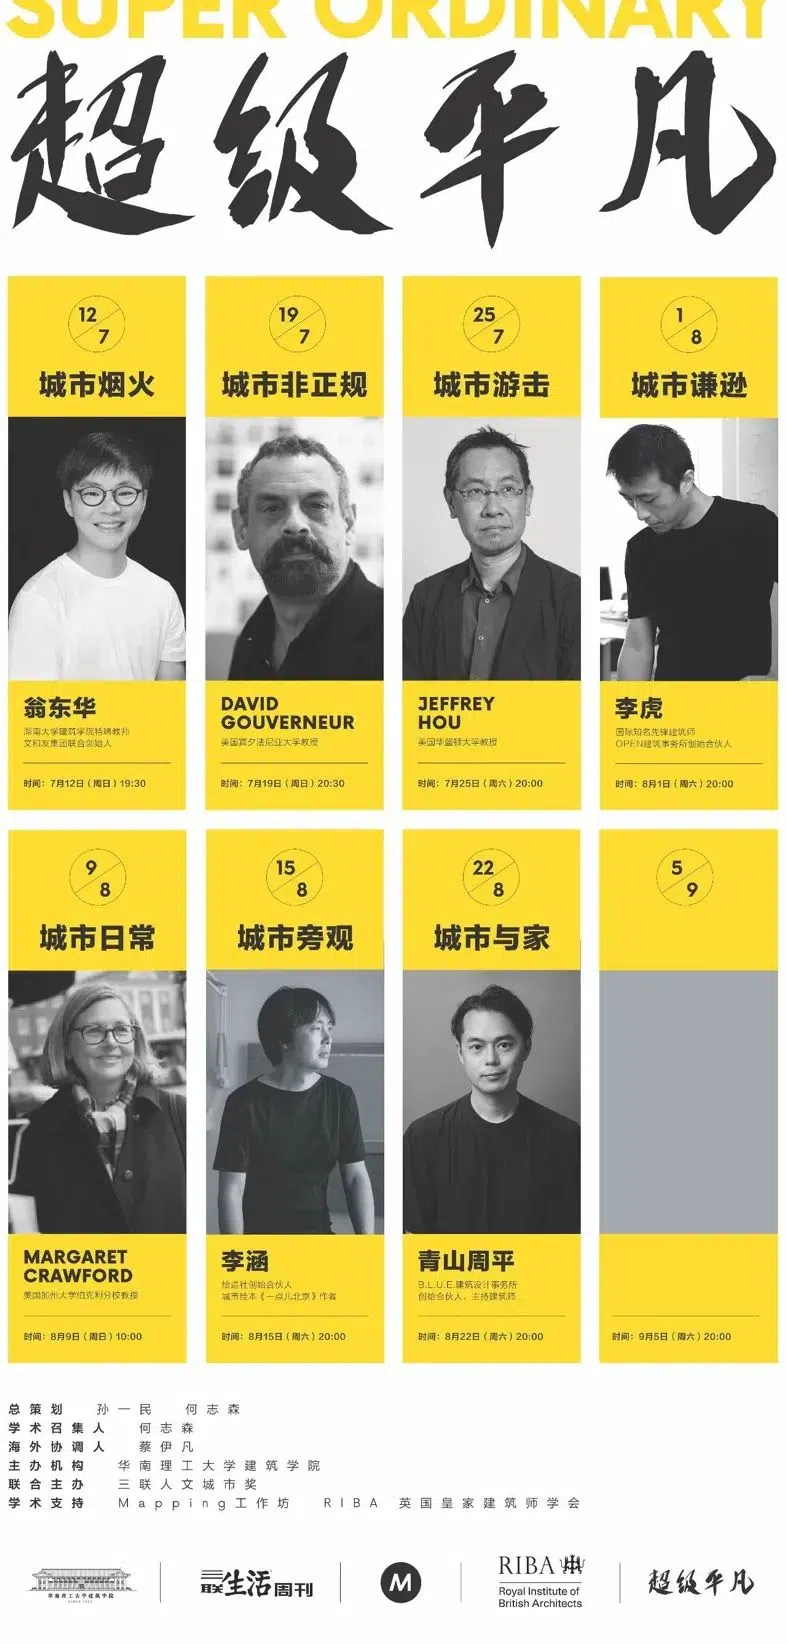 SUPER ORDINARY
超级平凡
12
7
城市烟火
翁东华
湖南大学建筑学院特聘教师
文和友集团联合创始人
时间：7月12日（周日）19:30
19
7
城市非正规
DAVID
GOUVERNEUR
美国宾夕法尼亚大学教授
时间：7月19日（周日）20:30
25
7
城市游击
JEFFREY
HOU
美国华盛顿大学教授
时间：7月25日（周六）20:00
1
8
城市谦逊
李虎
国际知名先锋建筑师
OPEN建筑事务所创始合伙人
时间：8月1日（周六）20:00
9
8
城市日常
MARGARET
CRAWFORD
美国加州大学伯克利分校教授
时间：8月9日（周日）10:00
15
8
城市旁观
李涵
绘造社创始合伙人
城市绘本《一点儿北京》作者
时间：8月15日（周六）20:00
22
8
城市与家
青山周平
B.L.U.E.建筑设计事务所
创始合伙人、主持建筑师
时间：8月22日（周六）20:00
5
9
时间：9月5日（周六）20:00
总策划 孙一民 何志森
学术召集人 何志森
海外协调人 蔡伊凡
主办机构 华南理工大学建筑学院
联合主办 三联人文城市奖
学术支持 Mapping工作坊 RIBA 英国皇家建筑师学会
华南理工大学建筑学院
三联生活周刊
M
RIBA
Royal Institute of
British Architects
超级平凡